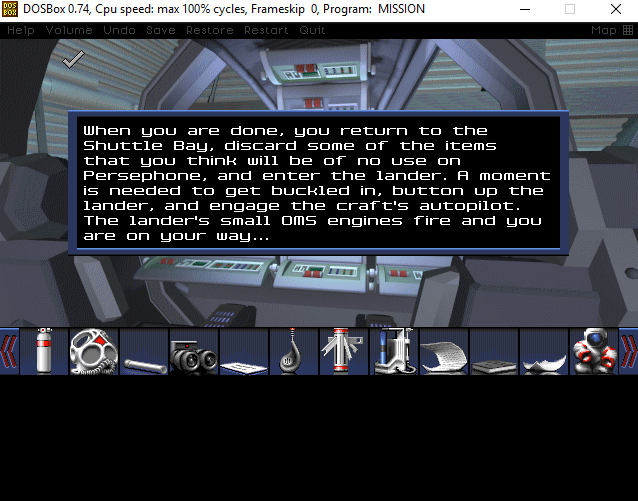 DOSBox 0.74, Cpu speed: max 100% cycles, Frameskip 0, Program: MISSION
Help Volume Undo Save Restore Restart Quit Map
When you are done, you return to the
Shuttle Bay, discard some of the items
that you think will be of no use on
Persephone, and enter the lander. A moment
is needed to get buckled in, button up the
lander, and engage the craft's autopilot.
The lander's small OMS engines fire and you
are on your way...